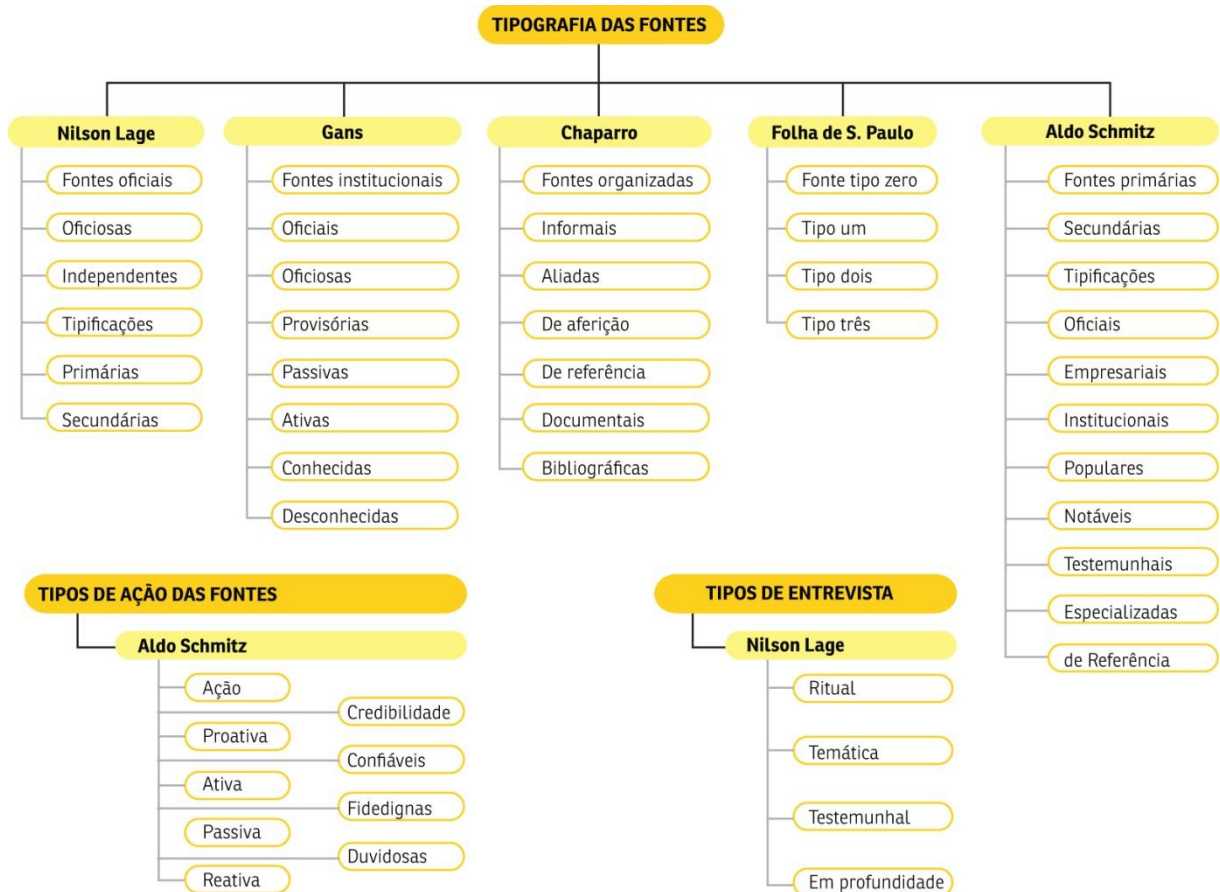 TIPOGRAFIA DAS FONTES
Nilson Lage
Fontes oficiais
Oficiosas
Independentes
Tipificações
Primárias
Secundárias
Gans
Fontes institucionais
Oficiais
Oficiosas
Provisórias
Passivas
Ativas
Conhecidas
Desconhecidas
Chaparro
Fontes organizadas
Informais
Aliadas
De aferição
De referência
Documentais
Bibliográficas
Folha de S. Paulo
Fonte tipo zero
Tipo um
Tipo dois
Tipo três
Aldo Schmitz
Fontes primárias
Secundárias
Tipificações
Oficiais
Empresariais
Institucionais
Populares
Notáveis
Testemunhais
Especializadas
de Referência
TIPOS DE AÇÃO DAS FONTES
Aldo Schmitz
Ação
Credibilidade
Proativa
Confiáveis
Ativa
Fidedignas
Passiva
Duvidosas
Reativa
TIPOS DE ENTREVISTA
Nilson Lage
Ritual
Temática
Testemunhal
Em profundidade